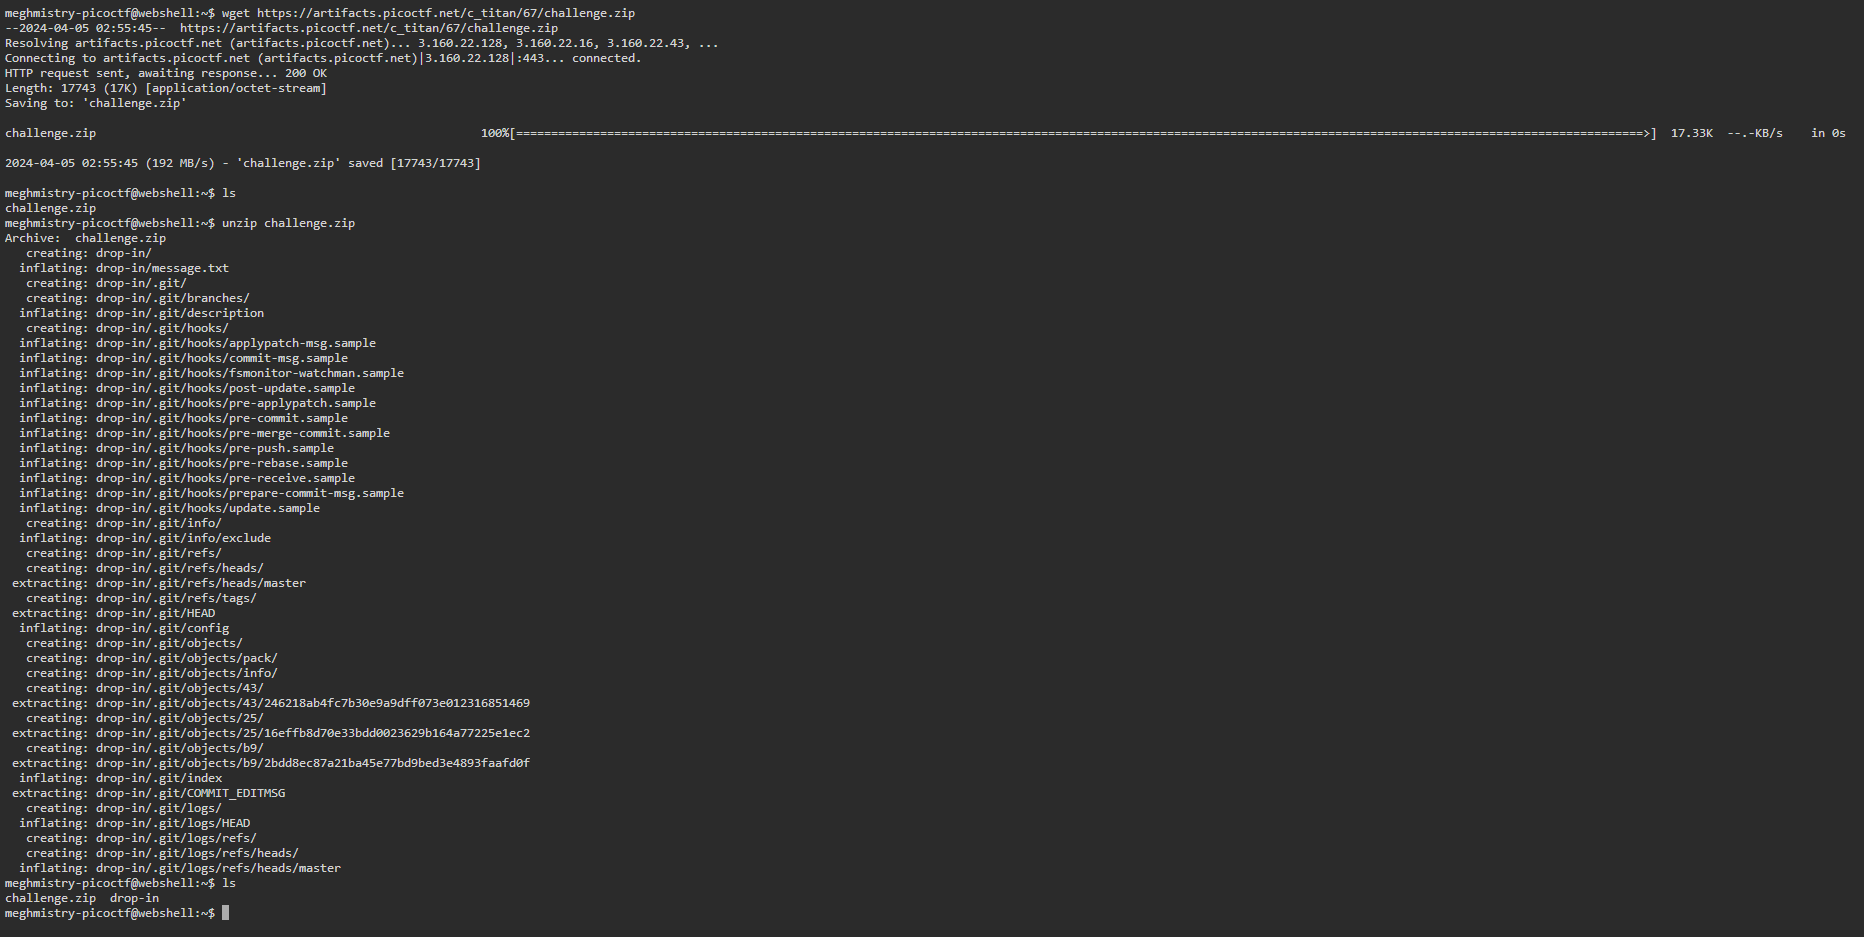 meghmistry-picoctf@webshell:~$ wget https://artifacts.picoctf.net/c_titan/67/challenge.zip
--2024-04-05 02:55:45--  https://artifacts.picoctf.net/c_titan/67/challenge.zip
Resolving artifacts.picoctf.net (artifacts.picoctf.net)... 3.160.22.128, 3.160.22.16, 3.160.22.43, ...
Connecting to artifacts.picoctf.net (artifacts.picoctf.net)|3.160.22.128|:443... connected.
HTTP request sent, awaiting response... 200 OK
Length: 17743 (17K) [application/octet-stream]
Saving to: 'challenge.zip'
challenge.zip 100%[=================================================================================================================================================================>] 17.33K --.-KB/s in 0s
2024-04-05 02:55:45 (192 MB/s) - 'challenge.zip' saved [17743/17743]
meghmistry-picoctf@webshell:~$ ls
challenge.zip
meghmistry-picoctf@webshell:~$ unzip challenge.zip
Archive:  challenge.zip
   creating: drop-in/
  inflating: drop-in/message.txt
   creating: drop-in/.git/
   creating: drop-in/.git/branches/
  inflating: drop-in/.git/description
   creating: drop-in/.git/hooks/
  inflating: drop-in/.git/hooks/applypatch-msg.sample
  inflating: drop-in/.git/hooks/commit-msg.sample
  inflating: drop-in/.git/hooks/fsmonitor-watchman.sample
  inflating: drop-in/.git/hooks/post-update.sample
  inflating: drop-in/.git/hooks/pre-applypatch.sample
  inflating: drop-in/.git/hooks/pre-commit.sample
  inflating: drop-in/.git/hooks/pre-merge-commit.sample
  inflating: drop-in/.git/hooks/pre-push.sample
  inflating: drop-in/.git/hooks/pre-rebase.sample
  inflating: drop-in/.git/hooks/pre-receive.sample
  inflating: drop-in/.git/hooks/prepare-commit-msg.sample
  inflating: drop-in/.git/hooks/update.sample
   creating: drop-in/.git/info/
  inflating: drop-in/.git/info/exclude
   creating: drop-in/.git/refs/
   creating: drop-in/.git/refs/heads/
 extracting: drop-in/.git/refs/heads/master
   creating: drop-in/.git/refs/tags/
 extracting: drop-in/.git/HEAD
  inflating: drop-in/.git/config
   creating: drop-in/.git/objects/
   creating: drop-in/.git/objects/pack/
   creating: drop-in/.git/objects/info/
   creating: drop-in/.git/objects/43/
 extracting: drop-in/.git/objects/43/246218ab4fc7b30e9a9dff073e012316851469
   creating: drop-in/.git/objects/25/
 extracting: drop-in/.git/objects/25/16effb8d70e33bdd0023629b164a77225e1ec2
   creating: drop-in/.git/objects/b9/
 extracting: drop-in/.git/objects/b9/2bdd8ec87a21ba45e77bd9bed3e4893faafd0f
  inflating: drop-in/.git/index
 extracting: drop-in/.git/COMMIT_EDITMSG
   creating: drop-in/.git/logs/
  inflating: drop-in/.git/logs/HEAD
   creating: drop-in/.git/logs/refs/
   creating: drop-in/.git/logs/refs/heads/
  inflating: drop-in/.git/logs/refs/heads/master
meghmistry-picoctf@webshell:~$ ls
challenge.zip  drop-in
meghmistry-picoctf@webshell:~$